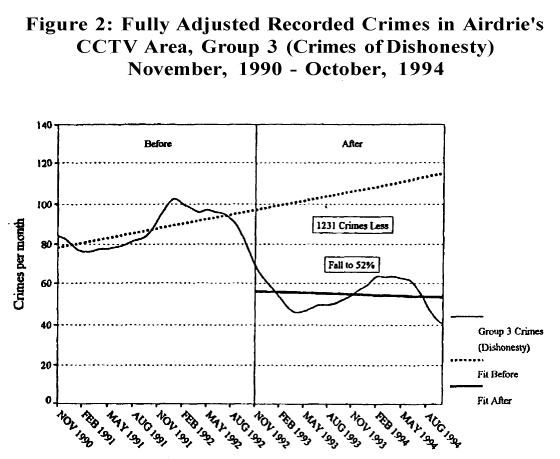 Figure 2: Fully Adjusted Recorded Crimes in Airdrie's
CCTV Area, Group 3 (Crimes of Dishonesty)
November, 1990 - October, 1994
140
120
100
80
60
40
20
0
Crimes per month
Before
After
1231 Crimes Less
Fall to 52%
NOV 1990
FEB 1991
MAY 1991
AUG 1991
NOV 1991
FEB 1992
MAY 1992
AUG 1992
NOV 1992
FEB 1993
MAY 1993
AUG 1993
NOV 1993
FEB 1994
MAY 1994
AUG 1994
Group 3 Crimes
(Dishonesty)
Fit Before
Fit After